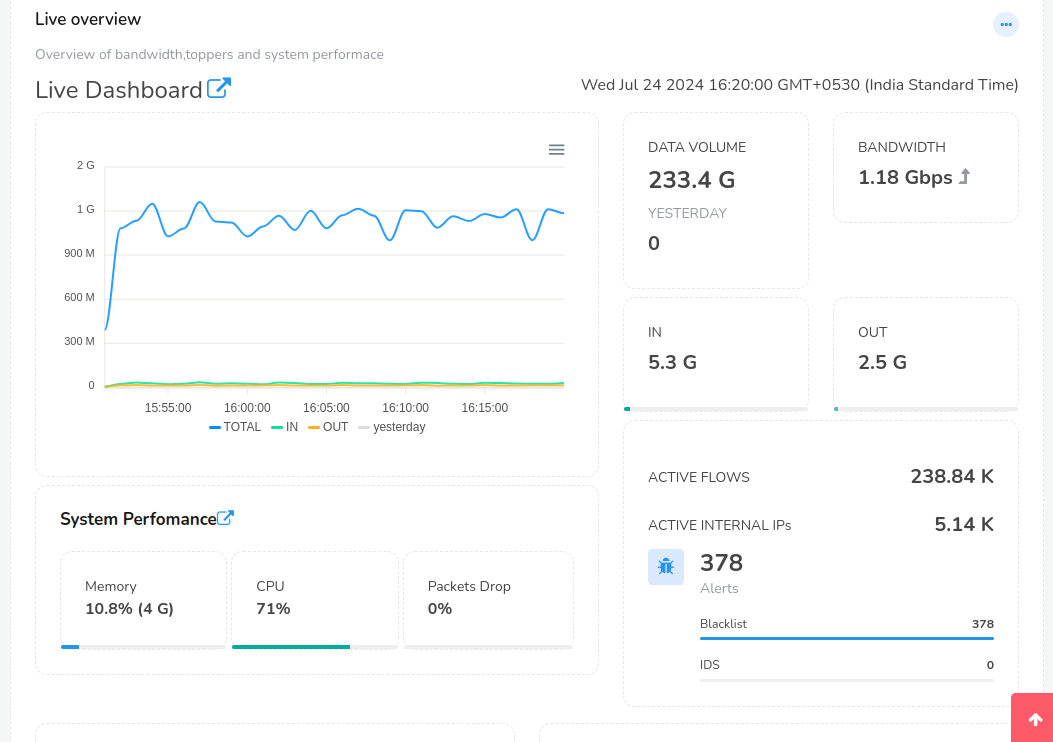 Live overview
Overview of bandwidth,toppers and system performace
Live Dashboard
Wed Jul 24 2024 16:20:00 GMT+0530 (India Standard Time)
2 G
1 G
900 M
600 M
300 M
0
15:55:00
16:00:00
16:05:00
16:10:00
16:15:00
TOTAL IN OUT yesterday
DATA VOLUME
233.4 G
YESTERDAY
0
BANDWIDTH
1.18 Gbps
IN
5.3 G
OUT
2.5 G
System Perfomance
Memory
10.8% (4 G)
CPU
71%
Packets Drop
0%
ACTIVE FLOWS 238.84 K
ACTIVE INTERNAL IPs 5.14 K
378
Alerts
Blacklist 378
IDS 0